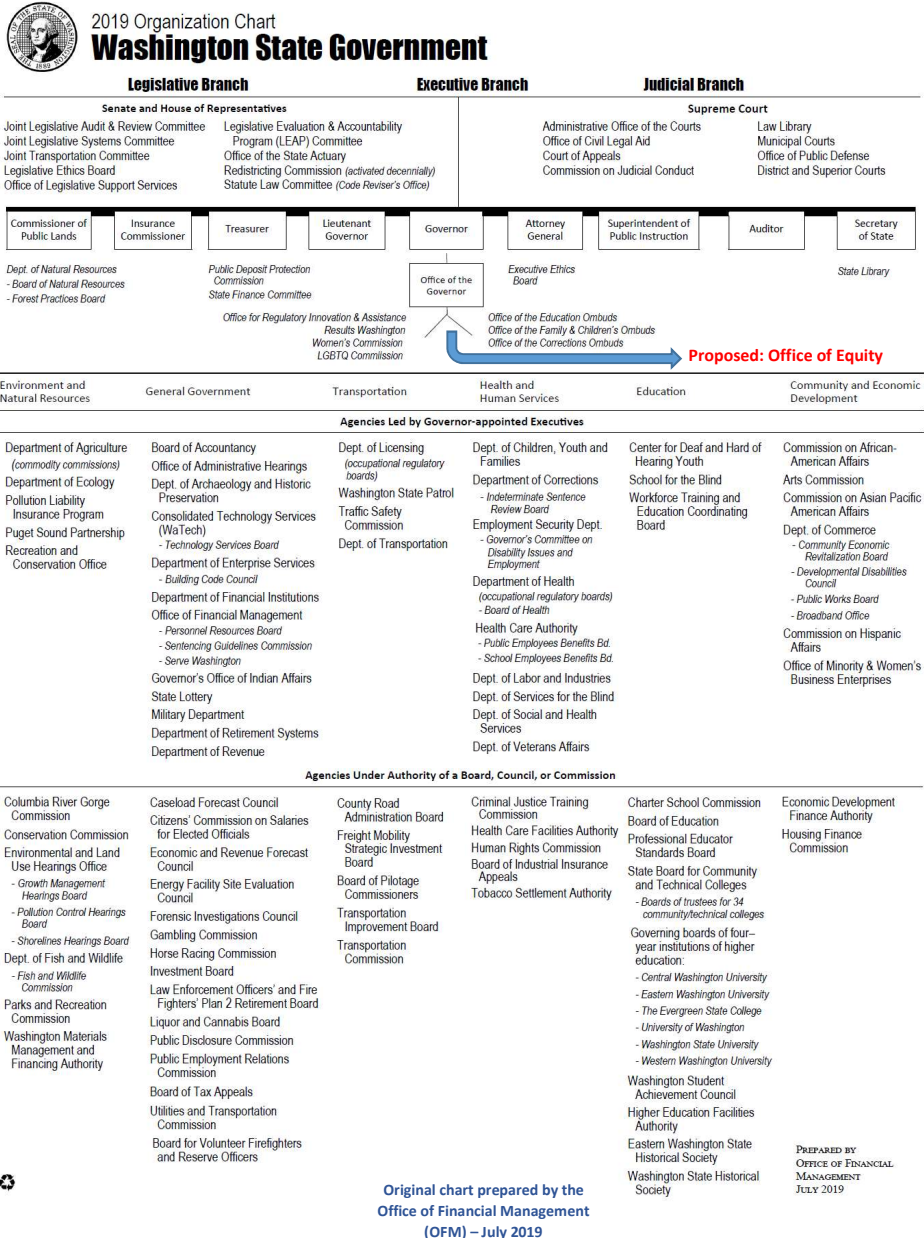 THE SEAL OF THE STATE OF WASHINGTON
1889
2019 Organization Chart
Washington State Government
Legislative Branch
Executive Branch
Judicial Branch
Senate and House of Representatives
Joint Legislative Audit & Review Committee
Joint Legislative Systems Committee
Joint Transportation Committee
Legislative Ethics Board
Office of Legislative Support Services
Legislative Evaluation & Accountability
Program (LEAP) Committee
Office of the State Actuary
Redistricting Commission (activated decennially)
Statute Law Committee (Code Reviser's Office)
Supreme Court
Administrative Office of the Courts
Office of Civil Legal Aid
Court of Appeals
Commission on Judicial Conduct
Law Library
Municipal Courts
Office of Public Defense
District and Superior Courts
Commissioner of
Public Lands
Insurance
Commissioner
Treasurer
Lieutenant
Governor
Governor
Attorney
General
Superintendent of
Public Instruction
Auditor
Secretary
of State
Dept. of Natural Resources
- Board of Natural Resources
- Forest Practices Board
Public Deposit Protection
Commission
State Finance Committee
Office of the
Governor
Executive Ethics
Board
State Library
Office for Regulatory Innovation & Assistance
Results Washington
Women's Commission
LGBTQ Commission
Office of the Education Ombuds
Office of the Family & Children's Ombuds
Office of the Corrections Ombuds
Proposed: Office of Equity
Environment and
Natural Resources
General Government
Transportation
Health and
Human Services
Education
Community and Economic
Development
Agencies Led by Governor-appointed Executives
Department of Agriculture
(commodity commissions)
Department of Ecology
Pollution Liability
Insurance Program
Puget Sound Partnership
Recreation and
Conservation Office
Board of Accountancy
Office of Administrative Hearings
Dept. of Archaeology and Historic
Preservation
Consolidated Technology Services
(WaTech)
- Technology Services Board
Department of Enterprise Services
- Building Code Council
Department of Financial Institutions
Office of Financial Management
- Personnel Resources Board
- Sentencing Guidelines Commission
- Serve Washington
Governor's Office of Indian Affairs
State Lottery
Military Department
Department of Retirement Systems
Department of Revenue
Dept. of Licensing
(occupational regulatory
boards)
Washington State Patrol
Traffic Safety
Commission
Dept. of Transportation
Dept. of Children, Youth and
Families
Department of Corrections
- Indeterminate Sentence
Review Board
Employment Security Dept.
- Governor's Committee on
Disability Issues and
Employment
Department of Health
(occupational regulatory boards)
- Board of Health
Health Care Authority
- Public Employees Benefits Bd.
- School Employees Benefits Bd.
Dept. of Labor and Industries
Dept. of Services for the Blind
Dept. of Social and Health
Services
Dept. of Veterans Affairs
Center for Deaf and Hard of
Hearing Youth
School for the Blind
Workforce Training and
Education Coordinating
Board
Commission on African-
American Affairs
Arts Commission
Commission on Asian Pacific
American Affairs
Dept. of Commerce
- Community Economic
Revitalization Board
- Developmental Disabilities
Council
- Public Works Board
- Broadband Office
Commission on Hispanic
Affairs
Office of Minority & Women's
Business Enterprises
Agencies Under Authority of a Board, Council, or Commission
Columbia River Gorge
Commission
Conservation Commission
Environmental and Land
Use Hearings Office
- Growth Management
Hearings Board
- Pollution Control Hearings
Board
- Shorelines Hearings Board
Dept. of Fish and Wildlife
- Fish and Wildlife
Commission
Parks and Recreation
Commission
Washington Materials
Management and
Financing Authority
Caseload Forecast Council
Citizens' Commission on Salaries
for Elected Officials
Economic and Revenue Forecast
Council
Energy Facility Site Evaluation
Council
Forensic Investigations Council
Gambling Commission
Horse Racing Commission
Investment Board
Law Enforcement Officers' and Fire
Fighters' Plan 2 Retirement Board
Liquor and Cannabis Board
Public Disclosure Commission
Public Employment Relations
Commission
Board of Tax Appeals
Utilities and Transportation
Commission
Board for Volunteer Firefighters
and Reserve Officers
County Road
Administration Board
Freight Mobility
Strategic Investment
Board
Board of Pilotage
Commissioners
Transportation
Improvement Board
Transportation
Commission
Criminal Justice Training
Commission
Health Care Facilities Authority
Human Rights Commission
Board of Industrial Insurance
Appeals
Tobacco Settlement Authority
Charter School Commission
Board of Education
Professional Educator
Standards Board
State Board for Community
and Technical Colleges
- Boards of trustees for 34
community/technical colleges
Governing boards of four–
year institutions of higher
education:
- Central Washington University
- Eastern Washington University
- The Evergreen State College
- University of Washington
- Washington State University
- Western Washington University
Washington Student
Achievement Council
Higher Education Facilities
Authority
Eastern Washington State
Historical Society
Washington State Historical
Society
Economic Development
Finance Authority
Housing Finance
Commission
PREPARED BY
OFFICE OF FINANCIAL
MANAGEMENT
JULY 2019
Original chart prepared by the
Office of Financial Management
(OFM) – July 2019